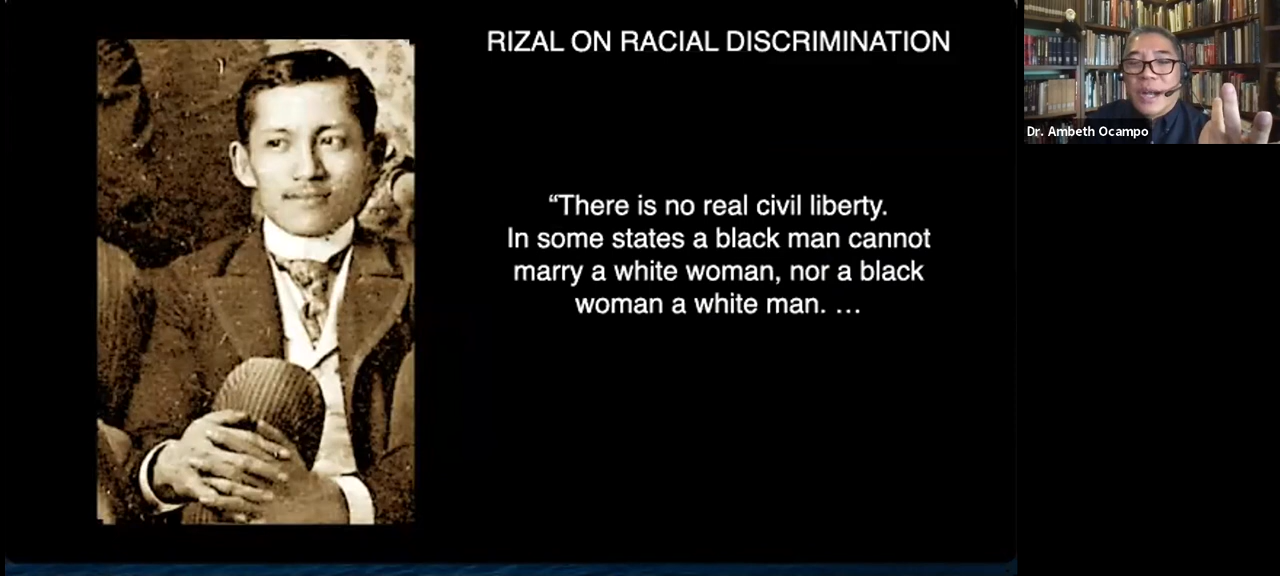 RIZAL ON RACIAL DISCRIMINATION
“There is no real civil liberty.
In some states a black man cannot
marry a white woman, nor a black
woman a white man. …
Dr. Ambeth Ocampo